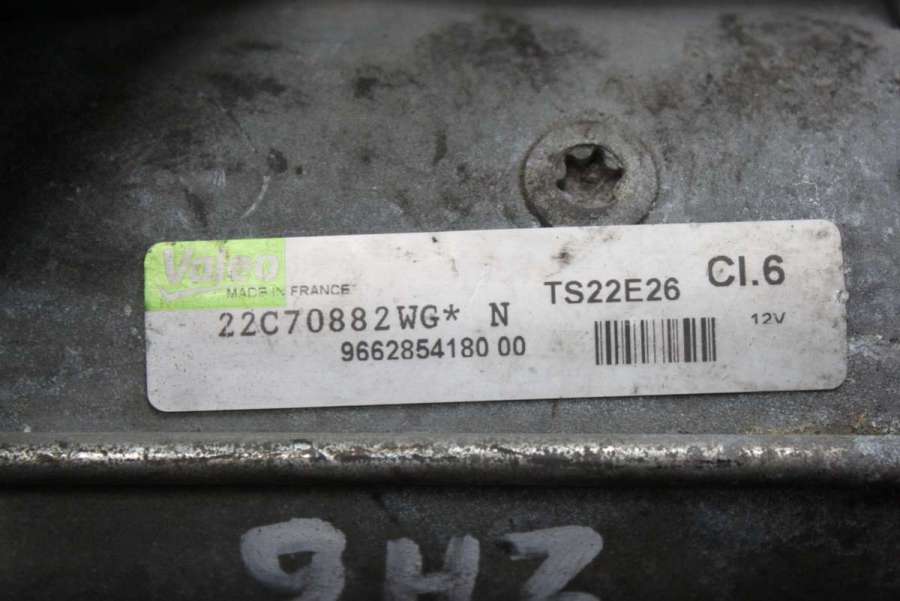 Valeo
MADE IN FRANCE
22C70882WG* N
TS22E26 Cl.6
9662854180 00
12V
9HZ